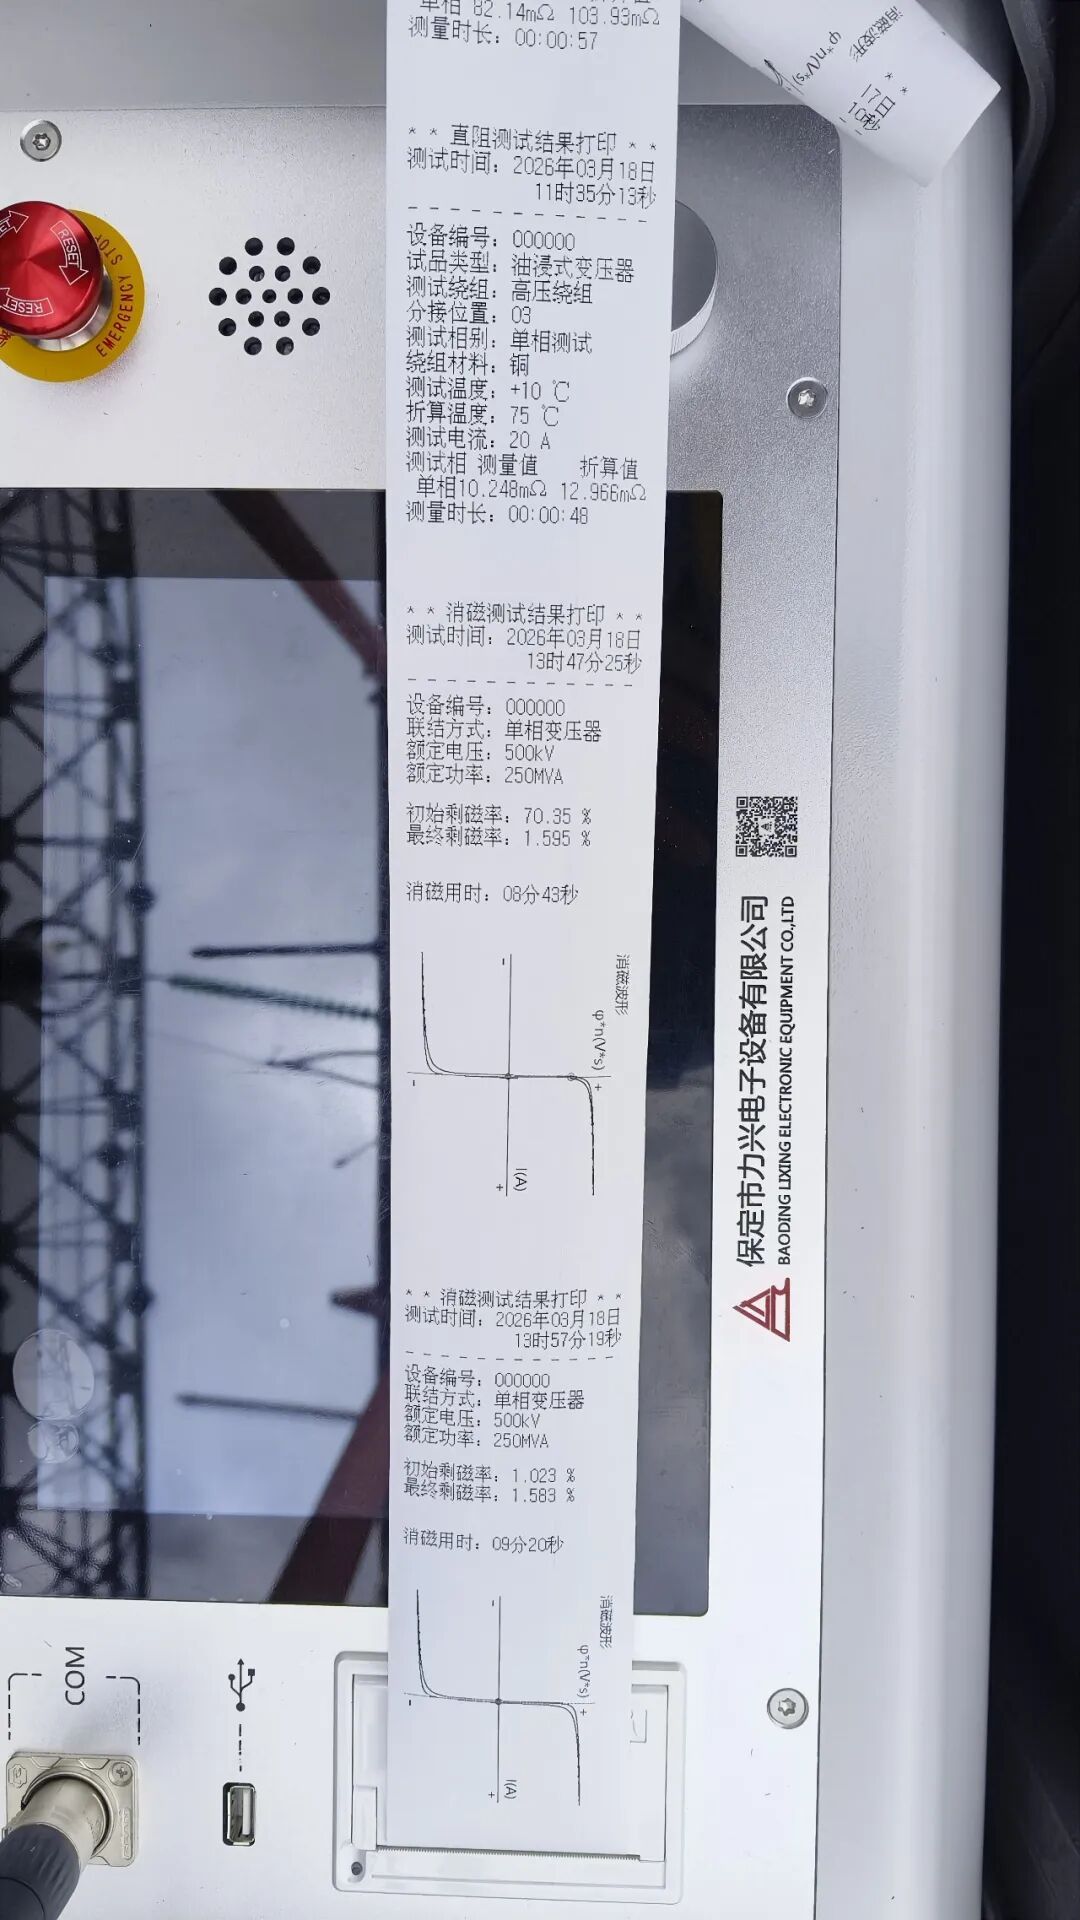 单相 82.14mΩ 103.93mΩ
测量时长: 00:00:57
* * 直阻测试结果打印 * *
测试时间: 2026年03月18日
11时35分13秒
- - - - - - - - - - - -
设备编号: 000000
试品类型: 油浸式变压器
测试绕组: 高压绕组
分接位置: 03
测试相别: 单相测试
绕组材料: 铜
测试温度: +10 ℃
折算温度: 75 ℃
测试电流: 20 A
测试相 测量值 折算值
单相10.248mΩ 12.966mΩ
测量时长: 00:00:48
* * 消磁测试结果打印 * *
测试时间: 2026年03月18日
13时47分25秒
- - - - - - - - - - - -
设备编号: 000000
联结方式: 单相变压器
额定电压: 500kV
额定功率: 250MVA
初始剩磁率: 70.35 %
最终剩磁率: 1.595 %
消磁用时: 08分43秒
消磁波形
φ*n(V*s)
+
-
-
+
I(A)
* * 消磁测试结果打印 * *
测试时间: 2026年03月18日
13时57分19秒
- - - - - - - - - - - -
设备编号: 000000
联结方式: 单相变压器
额定电压: 500kV
额定功率: 250MVA
初始剩磁率: 1.023 %
最终剩磁率: 1.583 %
消磁用时: 09分20秒
消磁波形
φ*n(V*s)
+
-
-
+
I(A)
消磁波形
φ*n(V*s)
* *
17日
10秒
RESET
RESET
EMERGENCY STOP
保定市力兴电子设备有限公司
BAODING LIXING ELECTRONIC EQUIPMENT CO.,LTD
COM